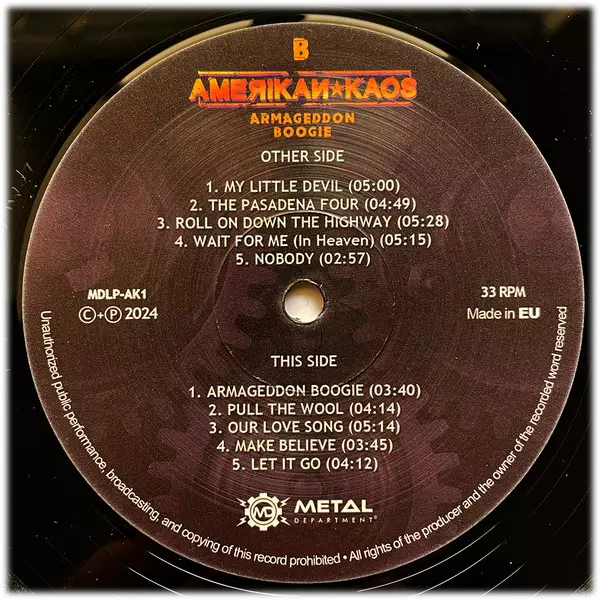 B
AMEЯIKAИ★KAOS
ARMAGEDDON
BOOGIE
OTHER SIDE
1. MY LITTLE DEVIL (05:00)
2. THE PASADENA FOUR (04:49)
3. ROLL ON DOWN THE HIGHWAY (05:28)
4. WAIT FOR ME (In Heaven) (05:15)
5. NOBODY (02:57)
MDLP-AK1
©+℗ 2024
33 RPM
Made in EU
THIS SIDE
1. ARMAGEDDON BOOGIE (03:40)
2. PULL THE WOOL (04:14)
3. OUR LOVE SONG (05:14)
4. MAKE BELIEVE (03:45)
5. LET IT GO (04:12)
MD METAL
DEPARTMENT
Unauthorized public performance, broadcasting, and copying of this record prohibited • All rights of the producer and the owner of the recorded word reserved